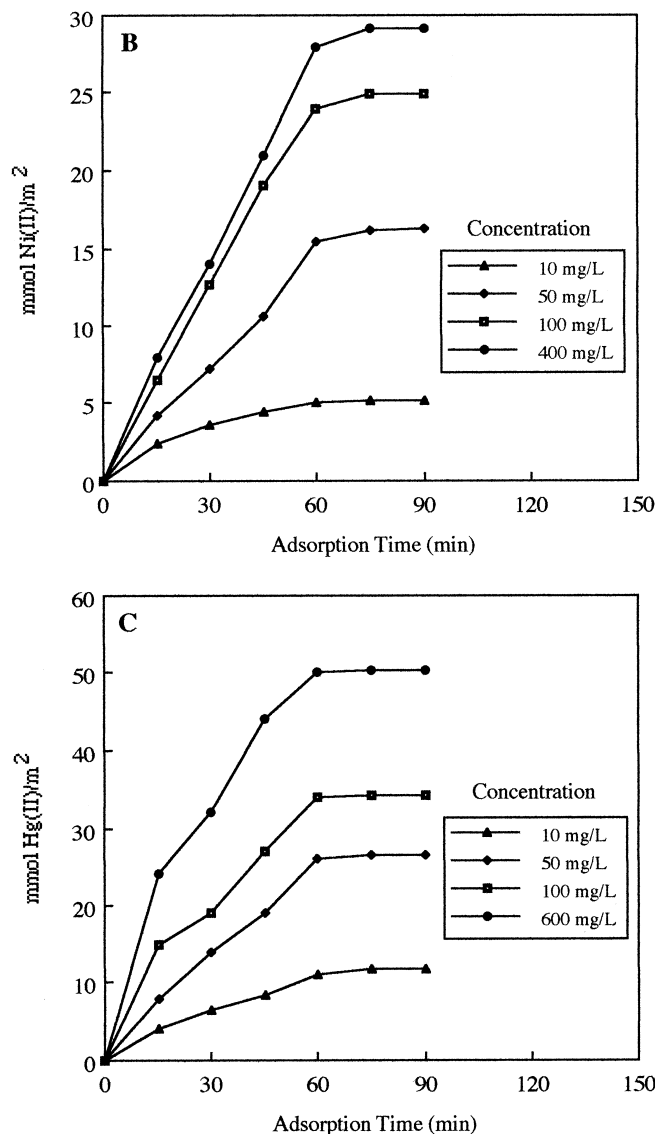 B
30
25
20
15
10
5
0
mmol Ni(II)/m 2
Concentration
10 mg/L
50 mg/L
100 mg/L
400 mg/L
0 30 60 90 120 150
Adsorption Time (min)
C
60
50
40
30
20
10
0
mmol Hg(II)/m 2
Concentration
10 mg/L
50 mg/L
100 mg/L
600 mg/L
0 30 60 90 120 150
Adsorption Time (min)